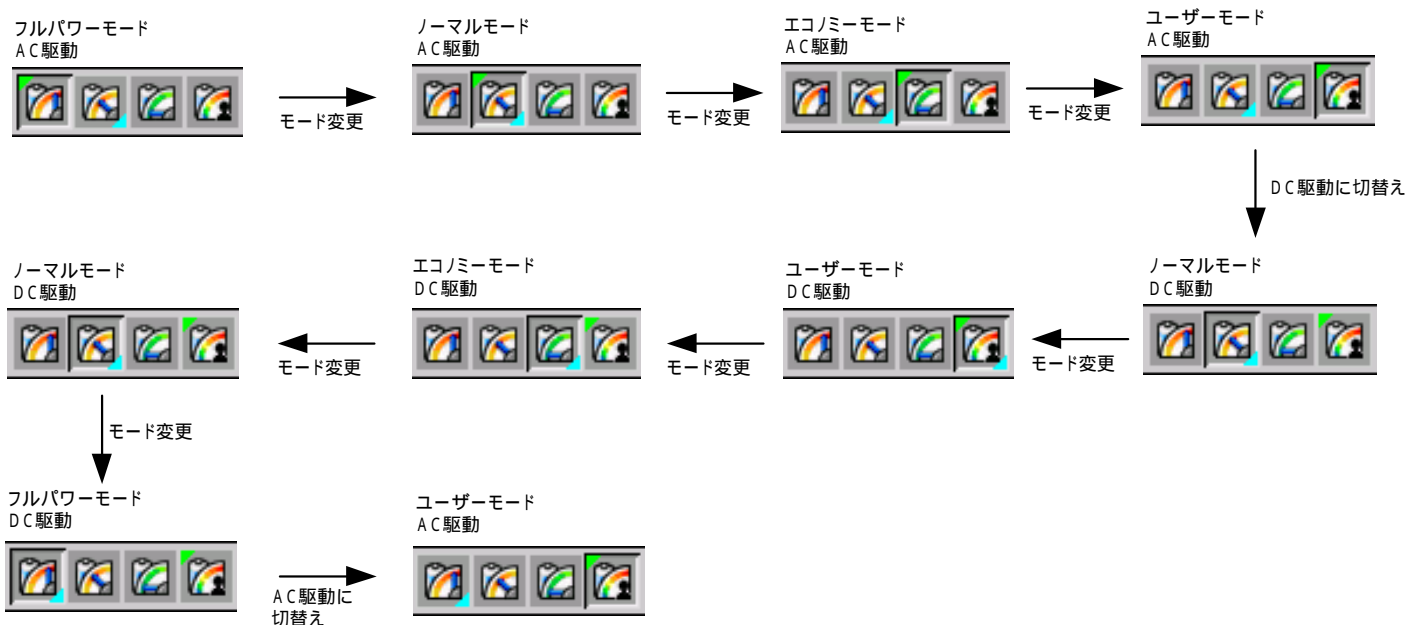 フルパワーモード
AC駆動
ノーマルモード
AC駆動
エコノミーモード
AC駆動
ユーザーモード
AC駆動
モード変更
モード変更
モード変更
DC駆動に切替え
ノーマルモード
DC駆動
エコノミーモード
DC駆動
ユーザーモード
DC駆動
ノーマルモード
DC駆動
モード変更
モード変更
モード変更
モード変更
フルパワーモード
DC駆動
ユーザーモード
AC駆動
AC駆動に
切替え